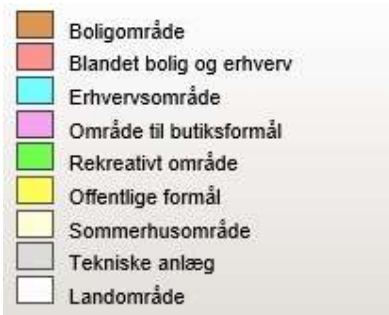 Boligområde
Blandet bolig og erhverv
Erhvervsområde
Område til butiksformål
Rekreativt område
Offentlige formål
Sommerhusområde
Tekniske anlæg
Landområde